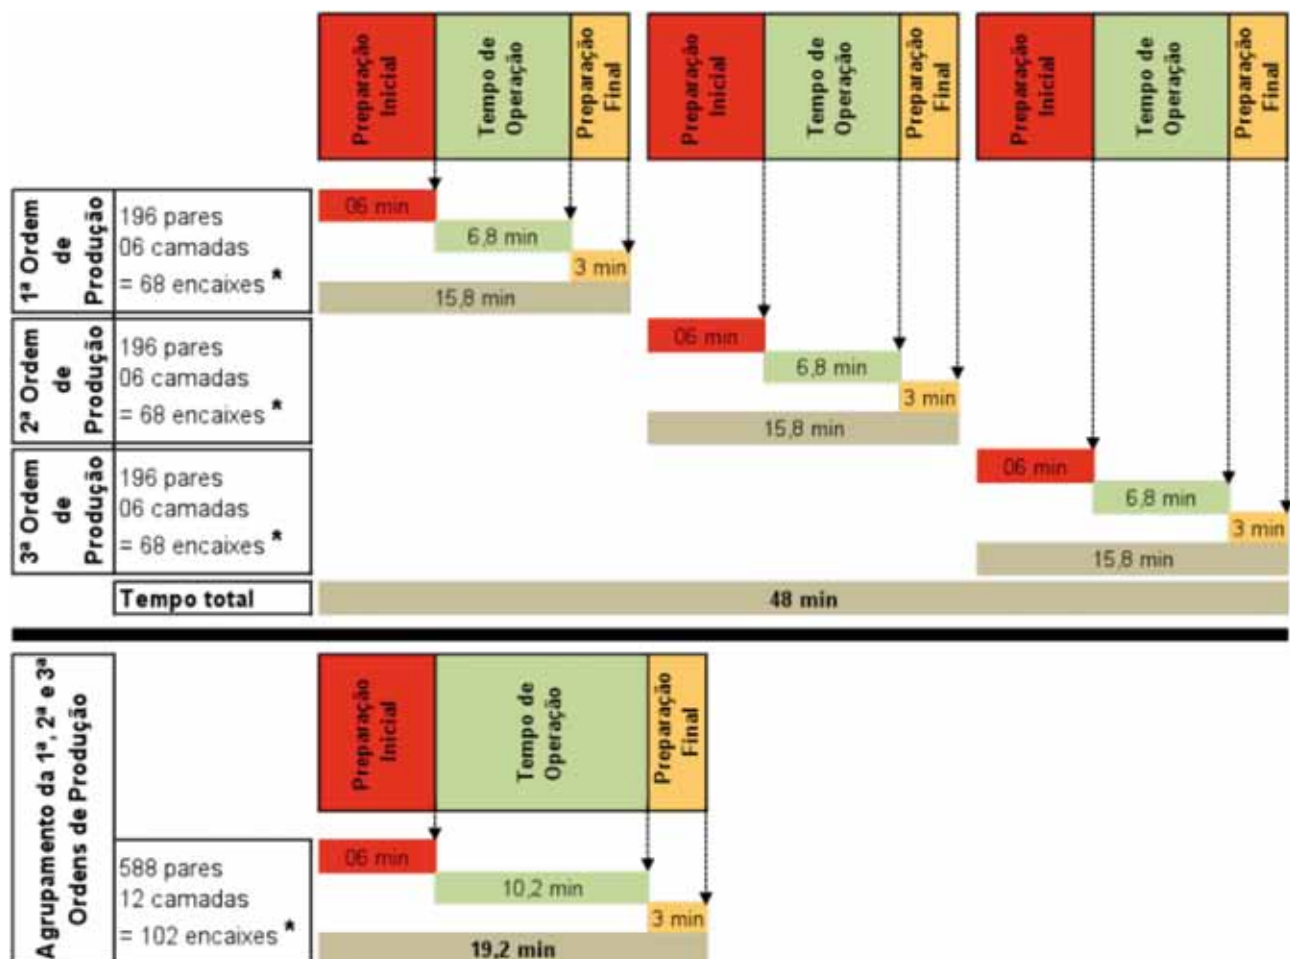 Preparação
Inicial
Tempo de
Operação
Preparação
Final
Preparação
Inicial
Tempo de
Operação
Preparação
Final
Preparação
Inicial
Tempo de
Operação
Preparação
Final
1ª Ordem
de
Produção
196 pares
06 camadas
= 68 encaixes *
06 min
6,8 min
3 min
15,8 min
2ª Ordem
de
Produção
196 pares
06 camadas
= 68 encaixes *
06 min
6,8 min
3 min
15,8 min
3ª Ordem
de
Produção
196 pares
06 camadas
= 68 encaixes *
06 min
6,8 min
3 min
15,8 min
Tempo total
48 min
Agrupamento da 1ª, 2ª e 3ª
Ordens de Produção
Preparação
Inicial
Tempo de
Operação
Preparação
Final
588 pares
12 camadas
= 102 encaixes *
06 min
10,2 min
3 min
19,2 min